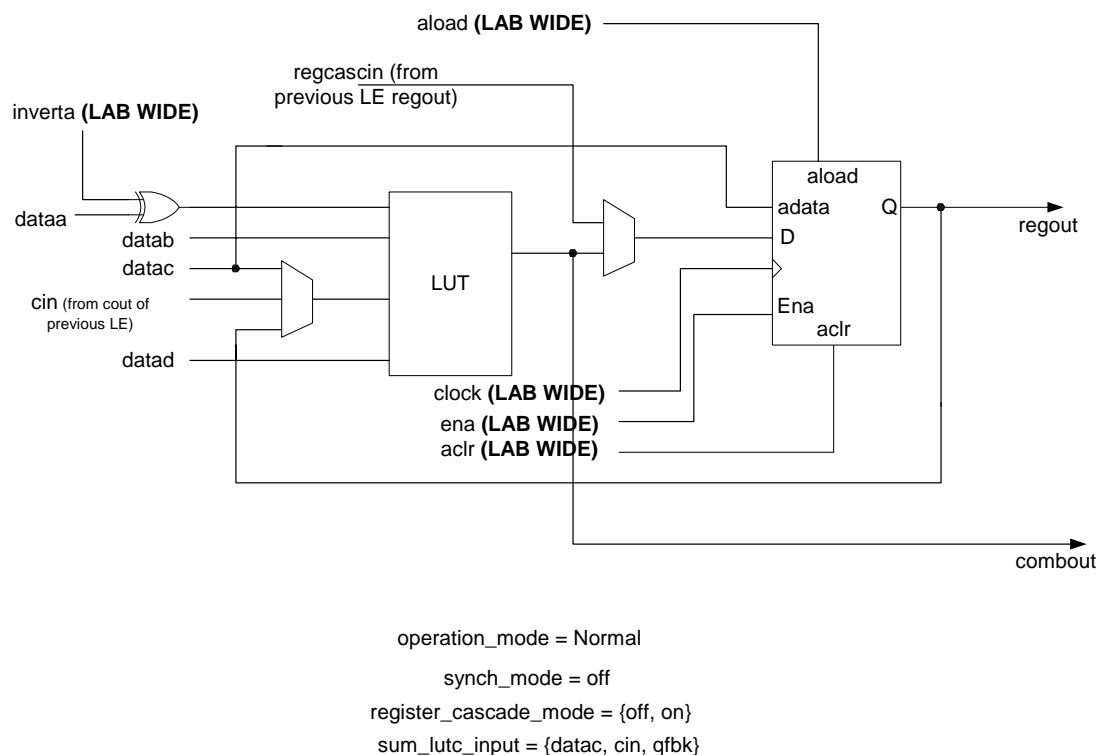 aload (LAB WIDE)
regcascin (from
previous LE regout)
inverta (LAB WIDE)
aload
dataa
adata
Q
regout
datab
D
datac
LUT
cin (from cout of
previous LE)
Ena
datad
aclr
clock (LAB WIDE)
ena (LAB WIDE)
aclr (LAB WIDE)
combout
operation_mode = Normal
synch_mode = off
register_cascade_mode = {off, on}
sum_lutc_input = {datac, cin, qfbk}